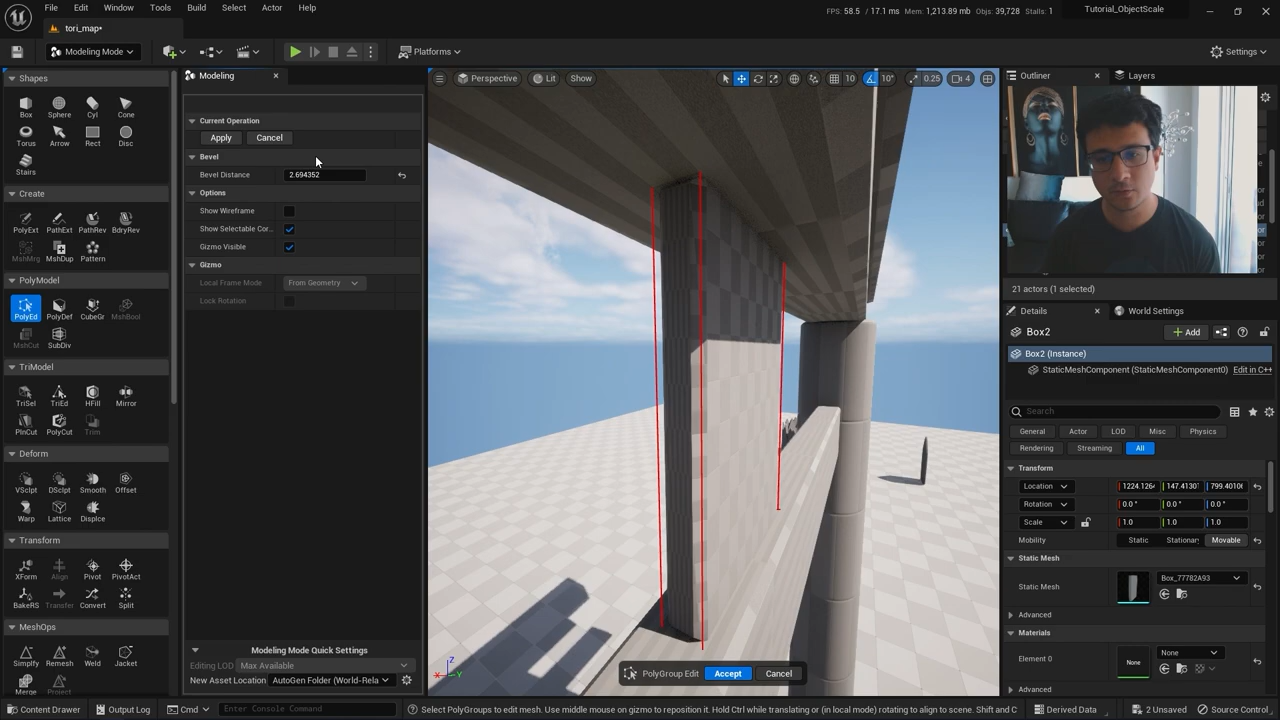 File Edit Window Tools Build Select Actor Help
FPS: 58.5 / 17.1 ms Mem: 1,213.89 mb Objs: 39,728 Stalls: 1
Tutorial_ObjectScale
tori_map•
Modeling Mode
Platforms
Settings
Shapes
Box Sphere Cyl Cone
Torus Arrow Rect Disc
Stairs
Create
PolyExt PathExt PathRev BdryRev
MshMrg MshDup Pattern
PolyModel
PolyEd PolyDef CubeGr MshBool
MshCut SubDiv
TriModel
TriSel TriEd HFill Mirror
PlnCut PolyCut Trim
Deform
VSclpt DSclpt Smooth Offset
Warp Lattice Displce
Transform
XForm Align Pivot PivotAct
BakeRS Transfer Convert Split
MeshOps
Simplfy Remesh Weld Jacket
Merge Project
Modeling
Current Operation
Apply Cancel
Bevel
Bevel Distance 2.694352
Options
Show Wireframe
Show Selectable Cor...
Gizmo Visible
Gizmo
Local Frame Mode From Geometry
Lock Rotation
Modeling Mode Quick Settings
Editing LOD Max Available
New Asset Location AutoGen Folder (World-Rela
Perspective Lit Show
10 10° 0.25 4
Z
X Y
PolyGroup Edit Accept Cancel
Outliner Layers
21 actors (1 selected)
Details World Settings
Box2 Add
Box2 (Instance)
StaticMeshComponent (StaticMeshComponent0) Edit in C++
Search
General Actor LOD Misc Physics
Rendering Streaming All
Transform
Location 1224.126 147.4130 799.4010
Rotation 0.0 ° 0.0 ° 0.0 °
Scale 1.0 1.0 1.0
Mobility Static Stationary Movable
Static Mesh
Static Mesh Box_77782A93
Advanced
Materials
Element 0 None None
Advanced
Content Drawer Output Log Cmd Enter Console Command
Select PolyGroups to edit mesh. Use middle mouse on gizmo to reposition it. Hold Ctrl while translating or (in local mode) rotating to align to scene. Shift and C
Derived Data 2 Unsaved Source Control